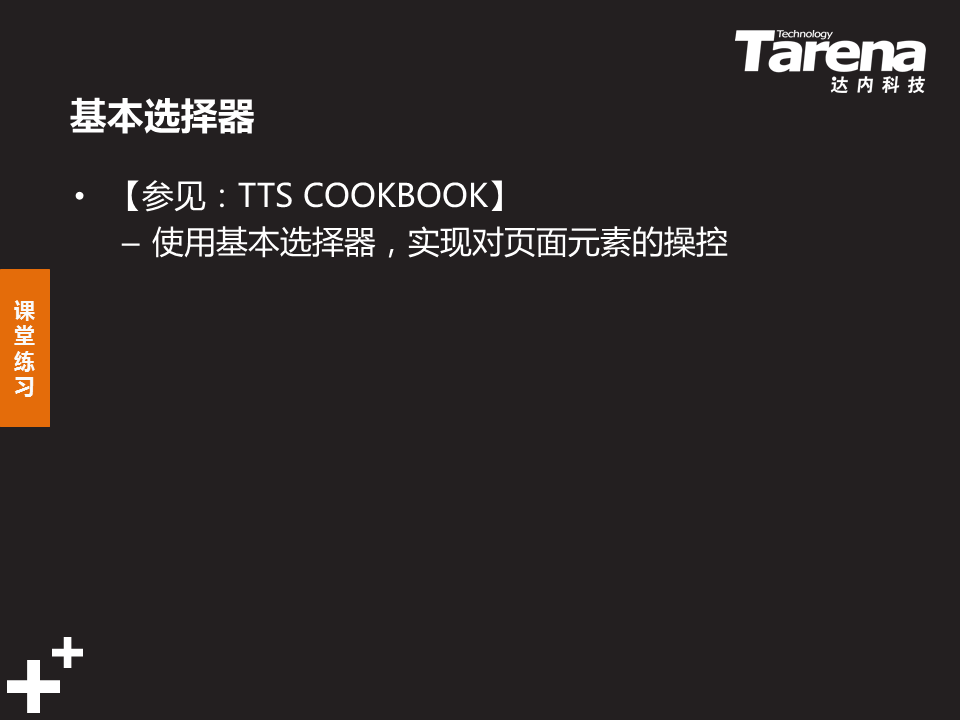 Technology
Tarena
达内科技
基本选择器
• 【参见：TTS COOKBOOK】
– 使用基本选择器，实现对页面元素的操控
课
堂
练
习